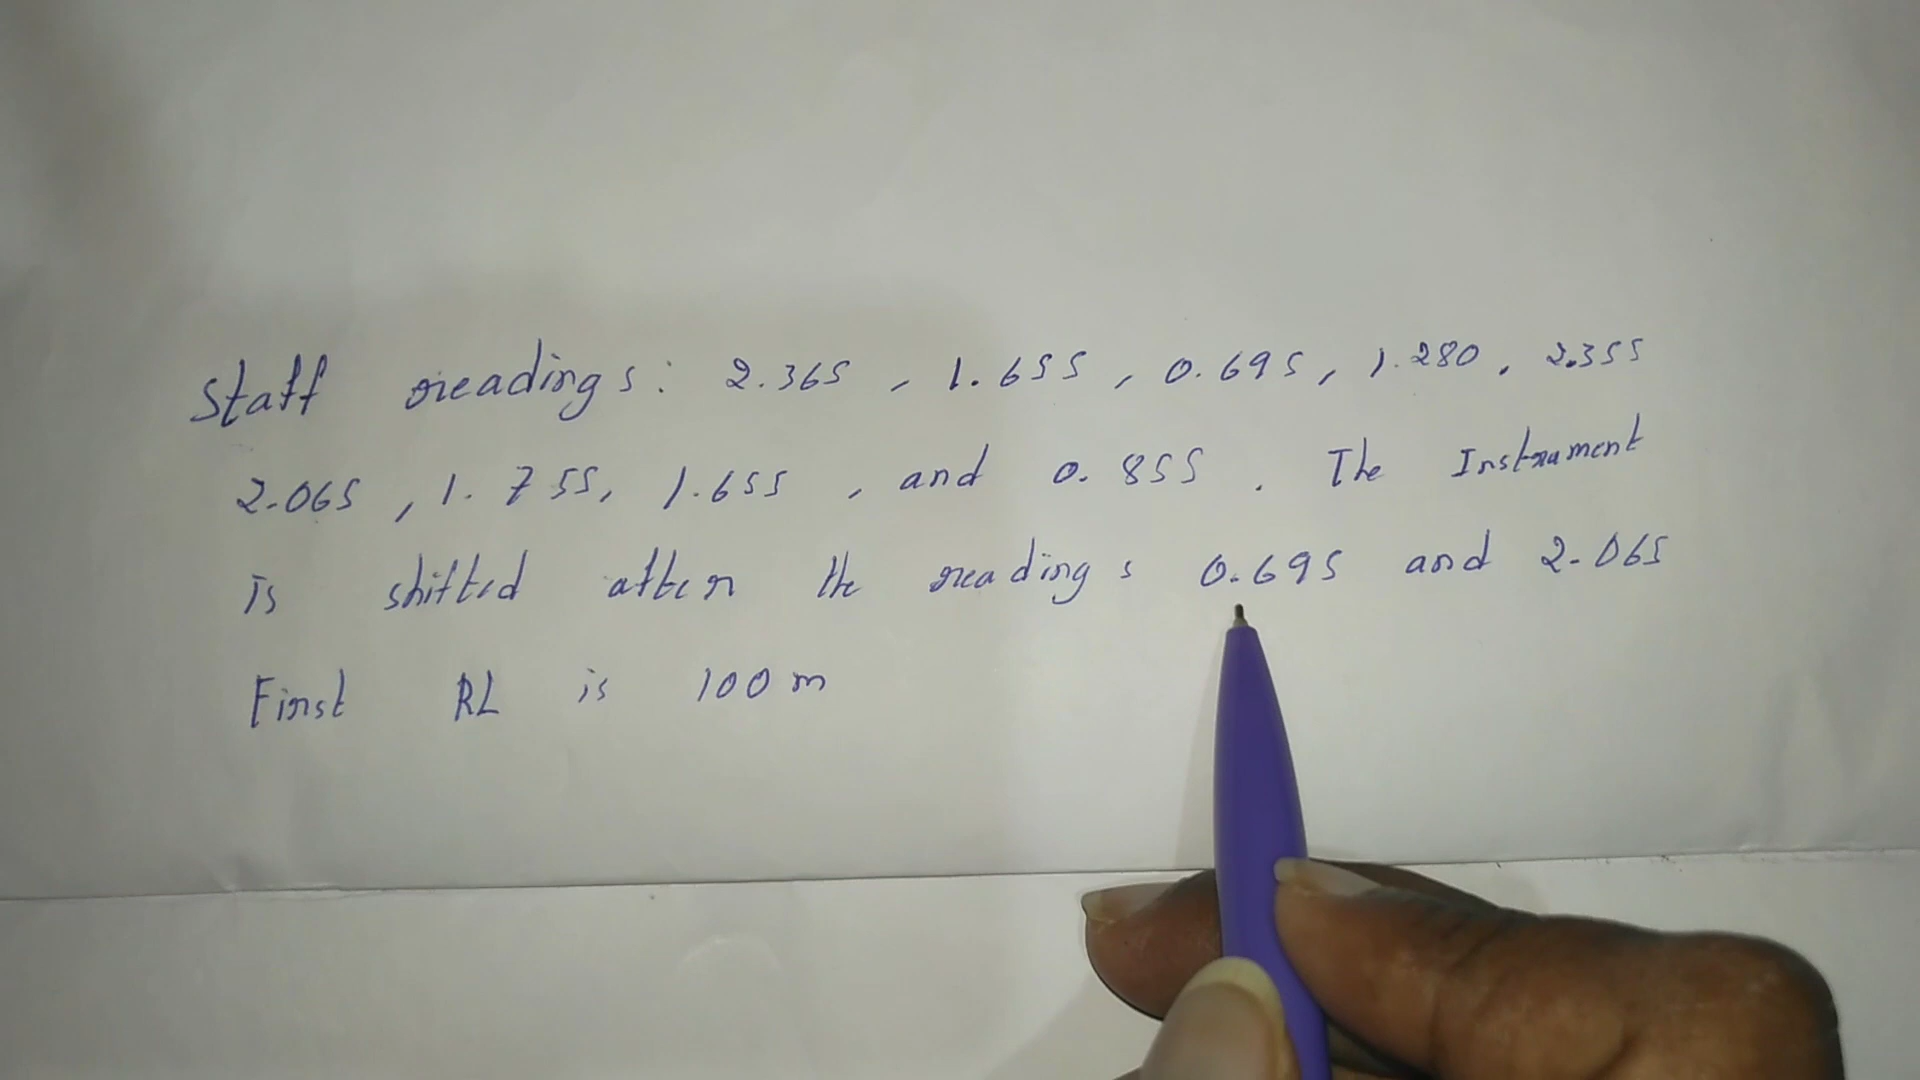 Staff readings: 2.365, 1.655, 0.695, 1.280, 2.355
2.065, 1.755, 1.655, and 0.855. The Instrument
is shifted after the readings 0.695 and 2.065
First RL is 100m